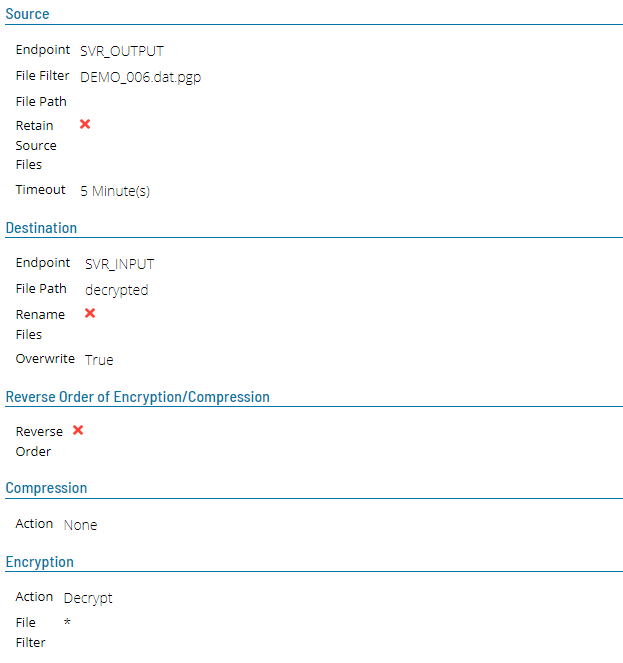 Source
Endpoint SVR_OUTPUT
File Filter DEMO_006.dat.pgp
File Path
Retain
Source
Files
Timeout 5 Minute(s)
Destination
Endpoint SVR_INPUT
File Path decrypted
Rename
Files
Overwrite True
Reverse Order of Encryption/Compression
Reverse
Order
Compression
Action None
Encryption
Action Decrypt
File *
Filter